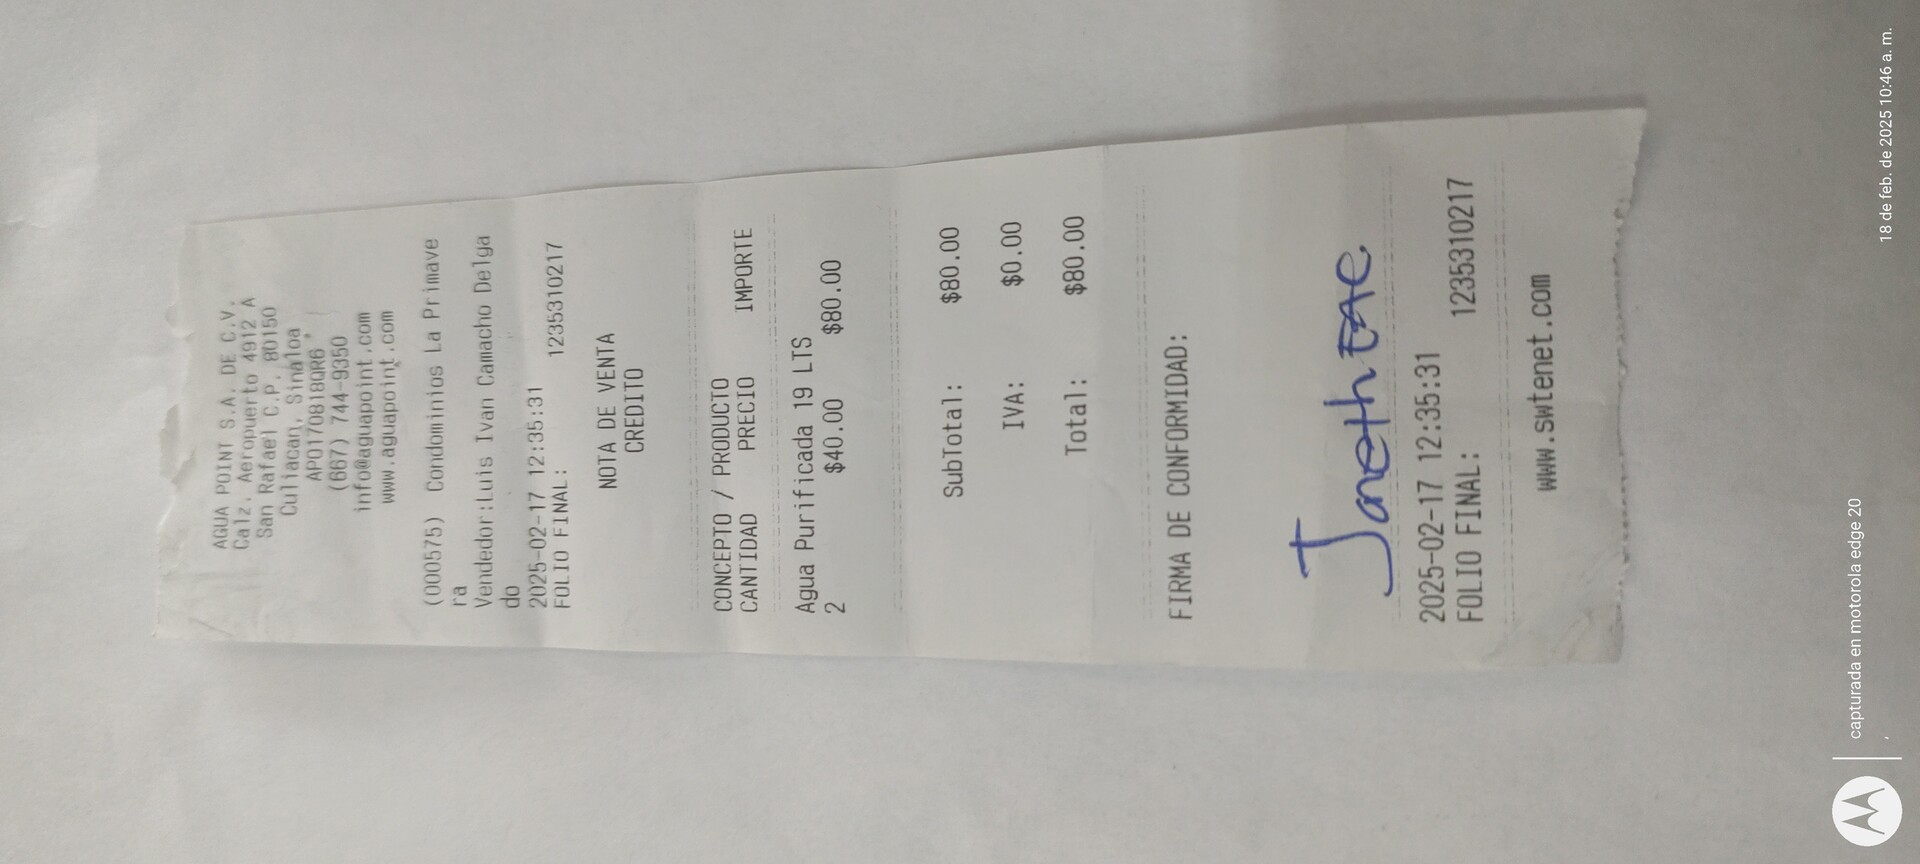 AGUA POINT S.A. DE C.V.
Calz. Aeropuerto 4912 A
San Rafael C.P. 80150
Culiacan, Sinaloa
APO170818QR6
(667) 744-9350
info@aguapoint.com
www.aguapoint.com
(000575) Condominios La Primave
ra
Vendedor:Luis Ivan Camacho Delga
do
2025-02-17 12:35:31
FOLIO FINAL: 1235310217
NOTA DE VENTA
CREDITO
CONCEPTO / PRODUCTO
CANTIDAD PRECIO IMPORTE
Agua Purificada 19 LTS
2 $40.00 $80.00
SubTotal: $80.00
IVA: $0.00
Total: $80.00
FIRMA DE CONFORMIDAD:
2025-02-17 12:35:31
FOLIO FINAL: 1235310217
www.swtenet.com
capturada en motorola edge 20
18 de feb. de 2025 10:46 a. m.